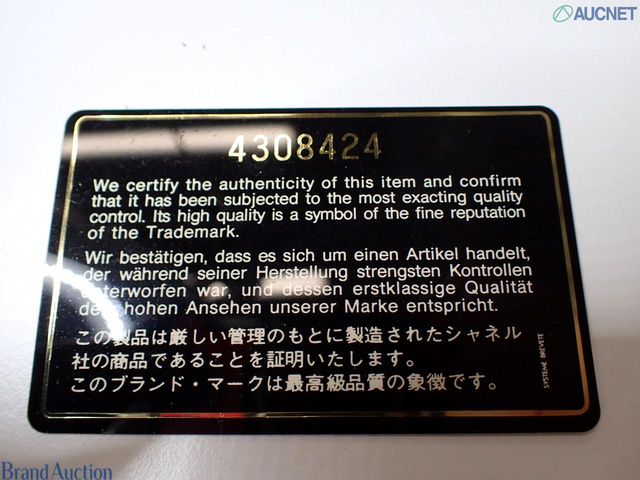 AUCNET
4308424
We certify the authenticity of this item and confirm
that it has been subjected to the most exacting quality
control. Its high quality is a symbol of the fine reputation
of the Trademark.
Wir bestätigen, dass es sich um einen Artikel handelt,
der während seiner Herstellung strengsten Kontrollen
unterworfen war, und dessen erstklassige Qualität
dem hohen Ansehen unserer Marke entspricht.
この製品は厳しい管理のもとに製造されたシャネル
社の商品であることを証明いたします。
このブランド・マークは最高級品質の象徴です。
SYSTEME BREVETE
Brand Auction